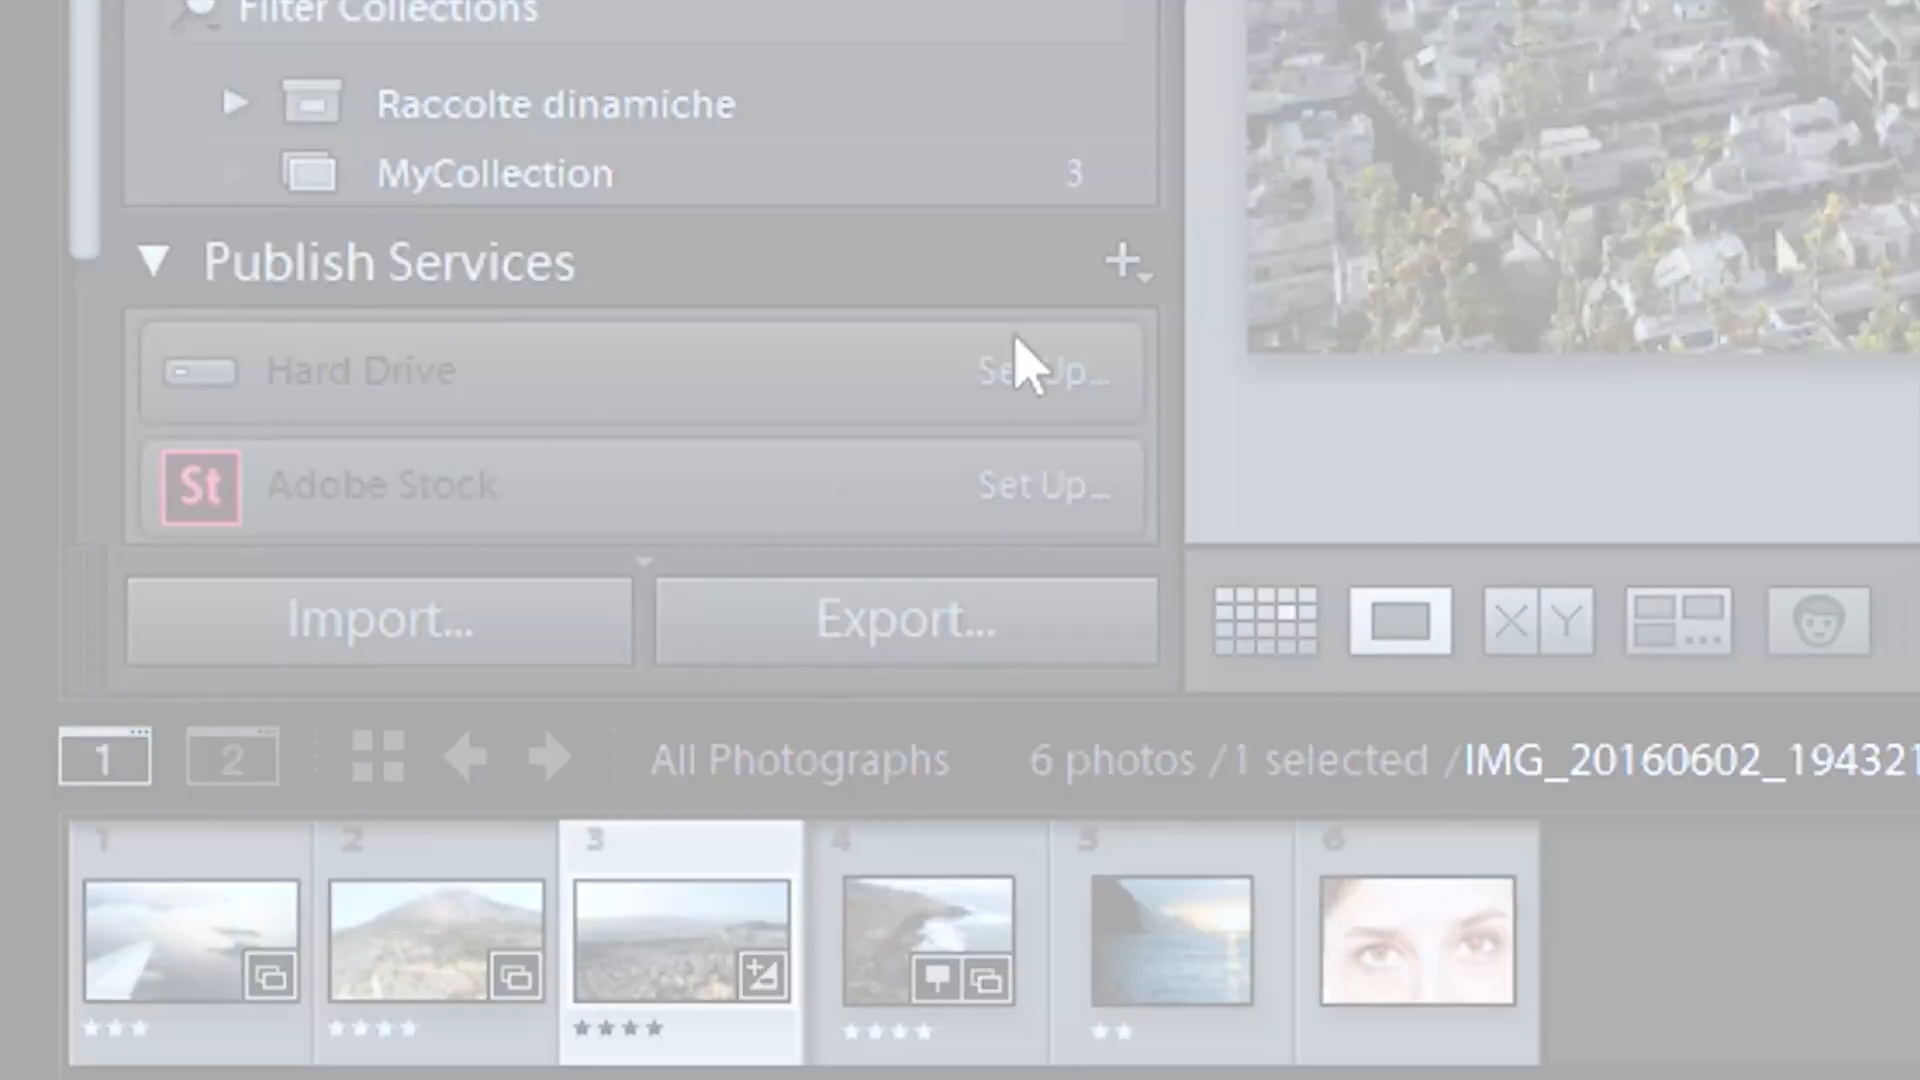 Filter Collections
Raccolte dinamiche
MyCollection 3
Publish Services
Hard Drive
St Adobe Stock Set Up...
Import... Export...
X Y
1 2 All Photographs 6 photos /1 selected /IMG_20160602_194321
1 2 3 4 5 6